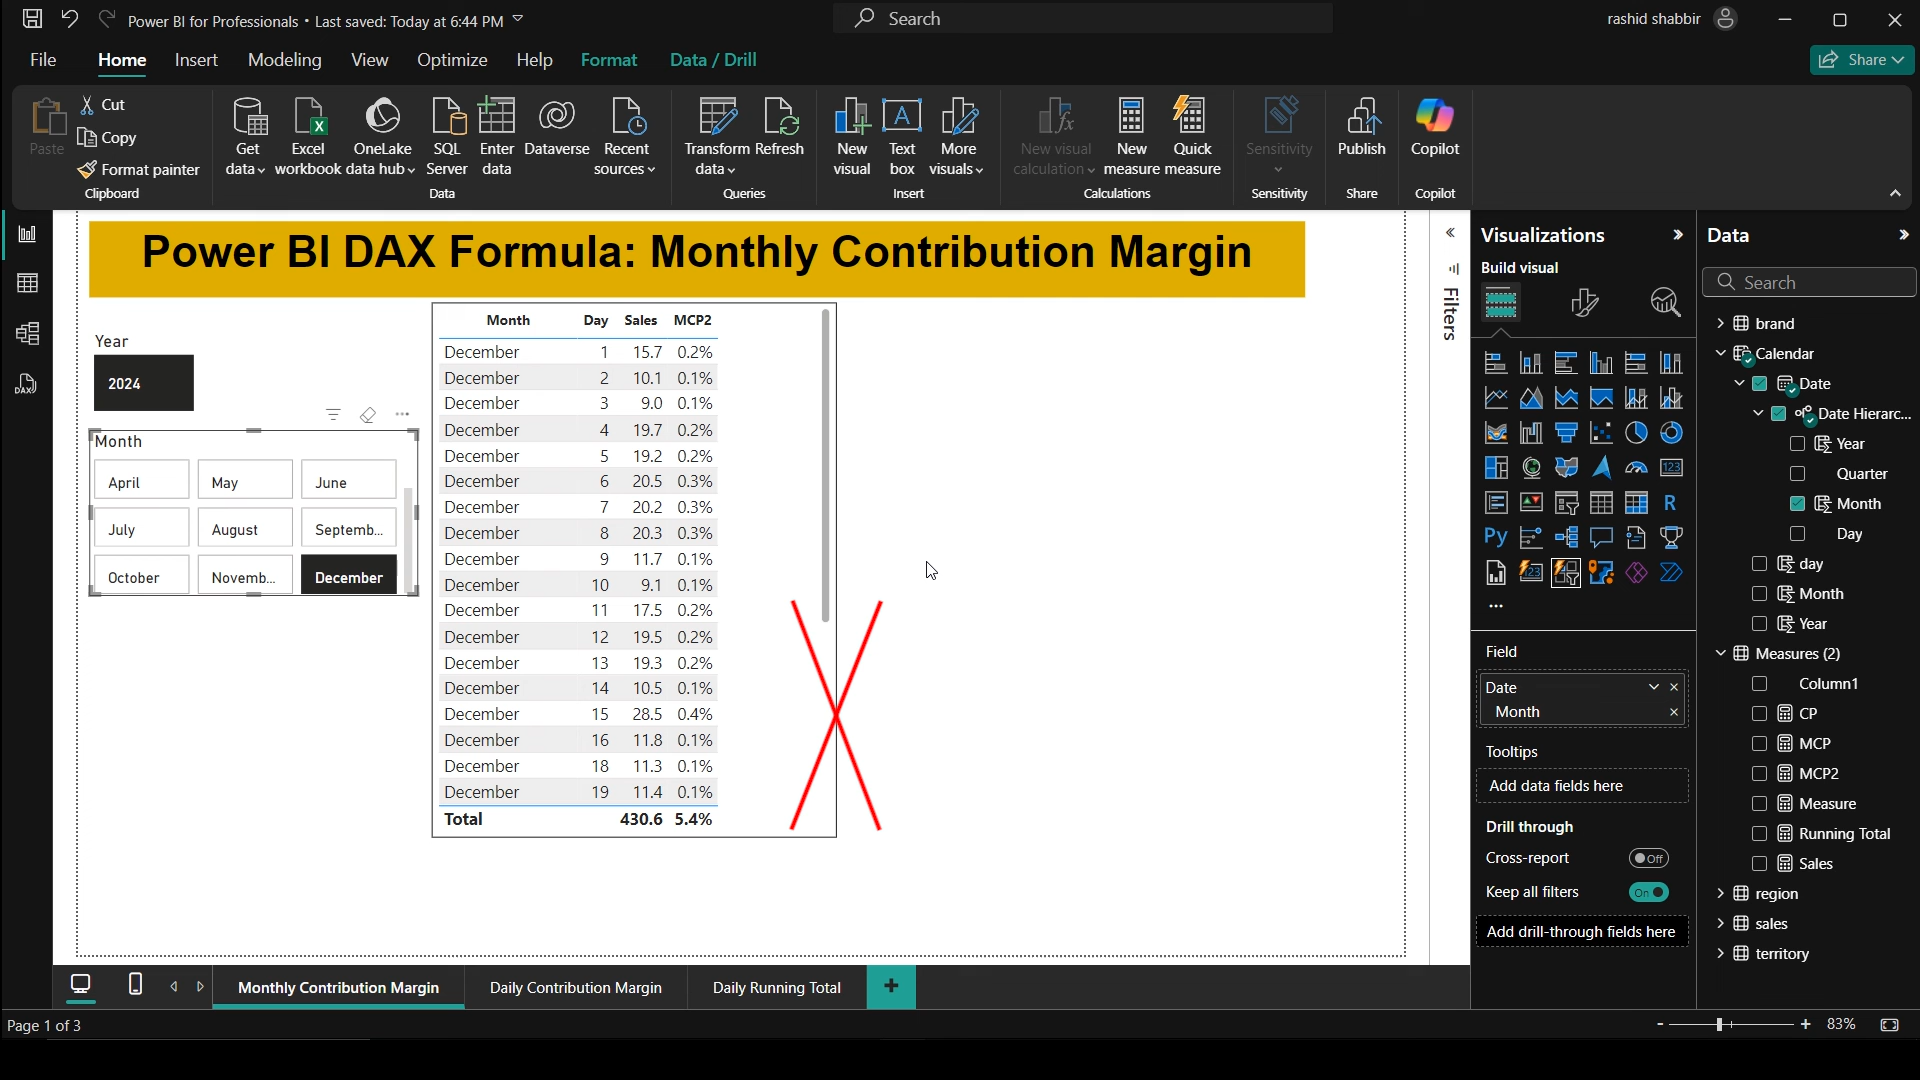 Power BI for Professionals • Last saved: Today at 6:44 PM
Search
rashid shabbir
File Home Insert Modeling View Optimize Help Format Data / Drill
Share
Paste
Cut
Copy
Format painter
Clipboard
Get data
Excel workbook
OneLake data hub
SQL Server
Enter data
Dataverse
Recent sources
Data
Transform data
Refresh
Queries
New visual
Text box
More visuals
Insert
New visual calculation
New measure
Quick measure
Calculations
Sensitivity
Sensitivity
Publish
Share
Copilot
Copilot
Power BI DAX Formula: Monthly Contribution Margin
Year
2024
Month
April May June
July August Septemb...
October Novemb... December
Month Day Sales MCP2
December 1 15.7 0.2%
December 2 10.1 0.1%
December 3 9.0 0.1%
December 4 19.7 0.2%
December 5 19.2 0.2%
December 6 20.5 0.3%
December 7 20.2 0.3%
December 8 20.3 0.3%
December 9 11.7 0.1%
December 10 9.1 0.1%
December 11 17.5 0.2%
December 12 19.5 0.2%
December 13 19.3 0.2%
December 14 10.5 0.1%
December 15 28.5 0.4%
December 16 11.8 0.1%
December 18 11.3 0.1%
December 19 11.4 0.1%
Total 430.6 5.4%
Filters
Visualizations
Build visual
123
R
Py
123
Field
Date
Month
Tooltips
Add data fields here
Drill through
Cross-report Off
Keep all filters On
Add drill-through fields here
Data
Search
brand
Calendar
Date
Date Hierarc...
Year
Quarter
Month
Day
day
Month
Year
Measures (2)
Column1
CP
MCP
MCP2
Measure
Running Total
Sales
region
sales
territory
DAX
Monthly Contribution Margin Daily Contribution Margin Daily Running Total +
Page 1 of 3
- + 83%